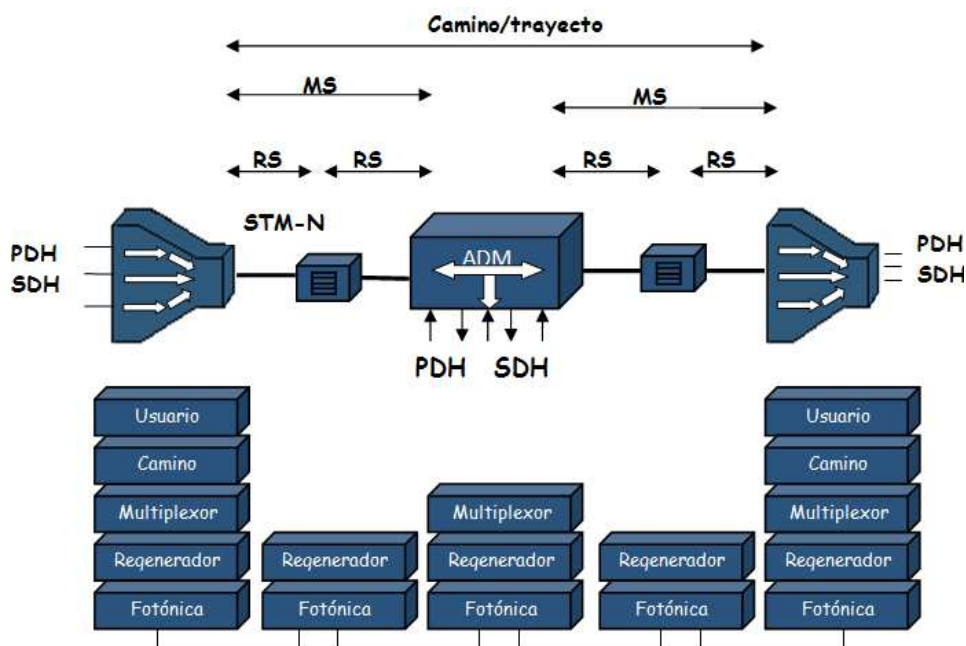 Camino/trayecto
MS
MS
RS
RS
RS
RS
STM-N
PDH
SDH
ADM
PDH
SDH
PDH SDH
Usuario
Usuario
Camino
Camino
Multiplexor
Multiplexor
Multiplexor
Regenerador
Regenerador
Regenerador
Regenerador
Regenerador
Fotónica
Fotónica
Fotónica
Fotónica
Fotónica